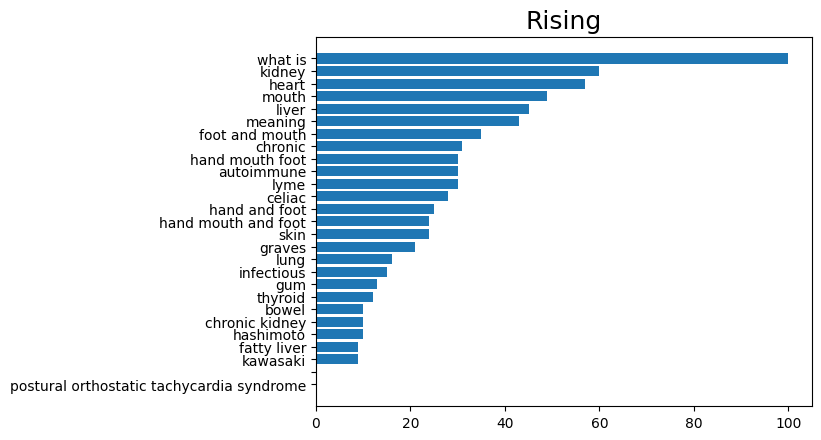 Rising
what is
kidney
heart
mouth
liver
meaning
foot and mouth
chronic
hand mouth foot
autoimmune
lyme
celiac
hand and foot
hand mouth and foot
skin
graves
lung
infectious
gum
thyroid
bowel
chronic kidney
hashimoto
fatty liver
kawasaki
postural orthostatic tachycardia syndrome
0 20 40 60 80 100